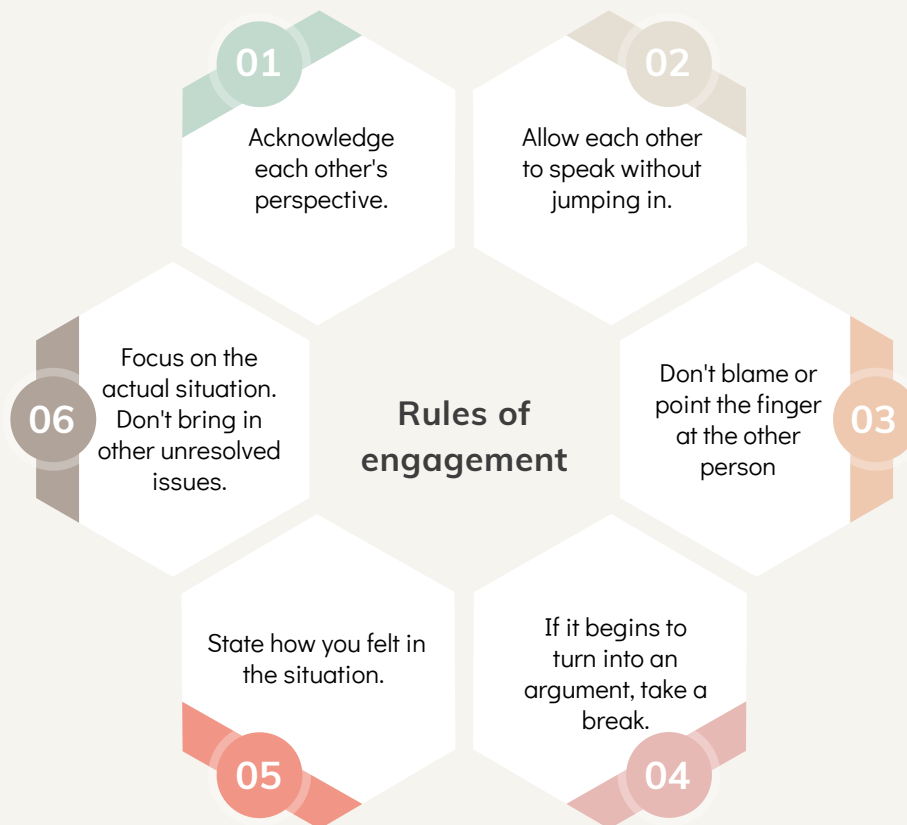 01
Acknowledge
each other's
perspective.
02
Allow each other
to speak without
jumping in.
03
Don't blame or
point the finger
at the other
person
04
If it begins to
turn into an
argument, take a
break.
05
State how you felt in
the situation.
06
Focus on the
actual situation.
Don't bring in
other unresolved
issues.
Rules of
engagement